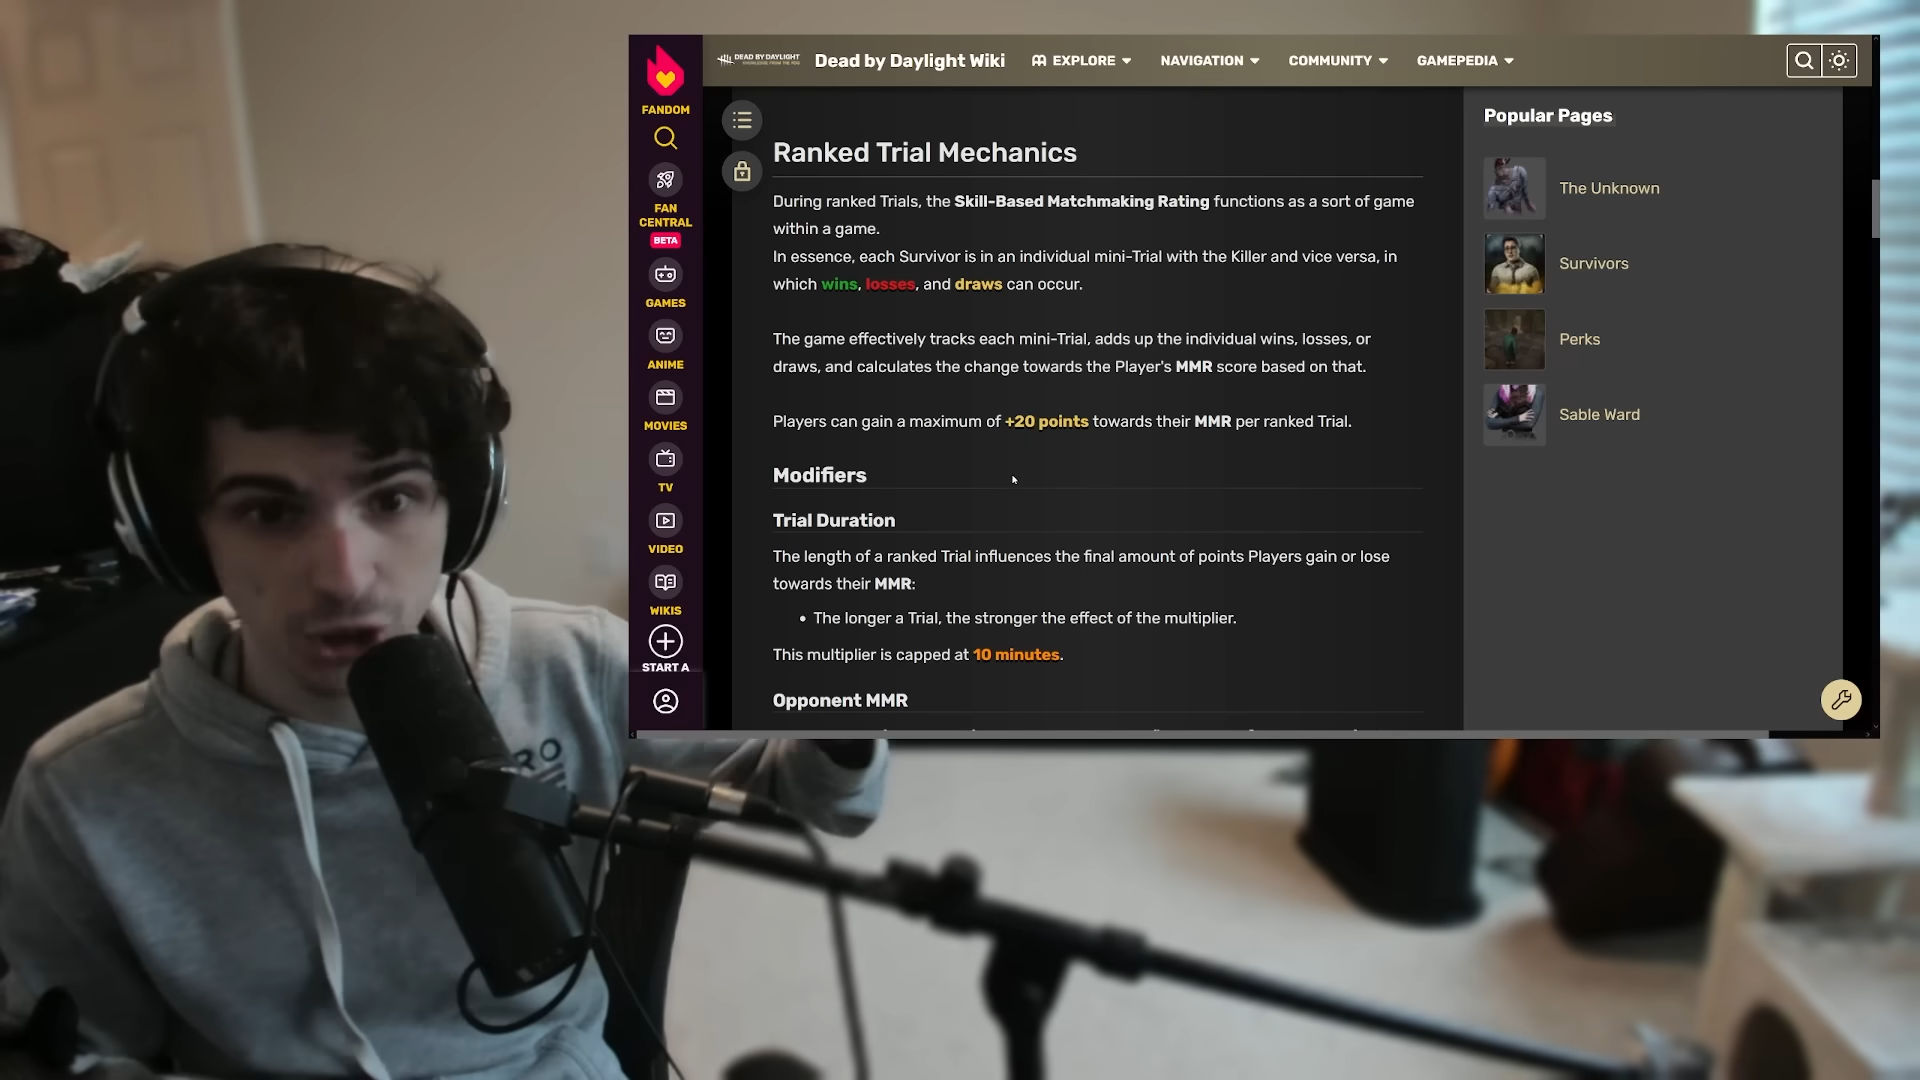 FANDOM
FAN
CENTRAL
BETA
GAMES
ANIME
MOVIES
TV
VIDEO
WIKIS
START A
DEAD BY DAYLIGHT
Dead by Daylight Wiki
EXPLORE
NAVIGATION
COMMUNITY
GAMEPEDIA
Ranked Trial Mechanics
During ranked Trials, the Skill-Based Matchmaking Rating functions as a sort of game
within a game.
In essence, each Survivor is in an individual mini-Trial with the Killer and vice versa, in
which wins, losses, and draws can occur.
The game effectively tracks each mini-Trial, adds up the individual wins, losses, or
draws, and calculates the change towards the Player's MMR score based on that.
Players can gain a maximum of +20 points towards their MMR per ranked Trial.
Modifiers
Trial Duration
The length of a ranked Trial influences the final amount of points Players gain or lose
towards their MMR:
• The longer a Trial, the stronger the effect of the multiplier.
This multiplier is capped at 10 minutes.
Opponent MMR
Popular Pages
The Unknown
Survivors
Perks
Sable Ward
RO